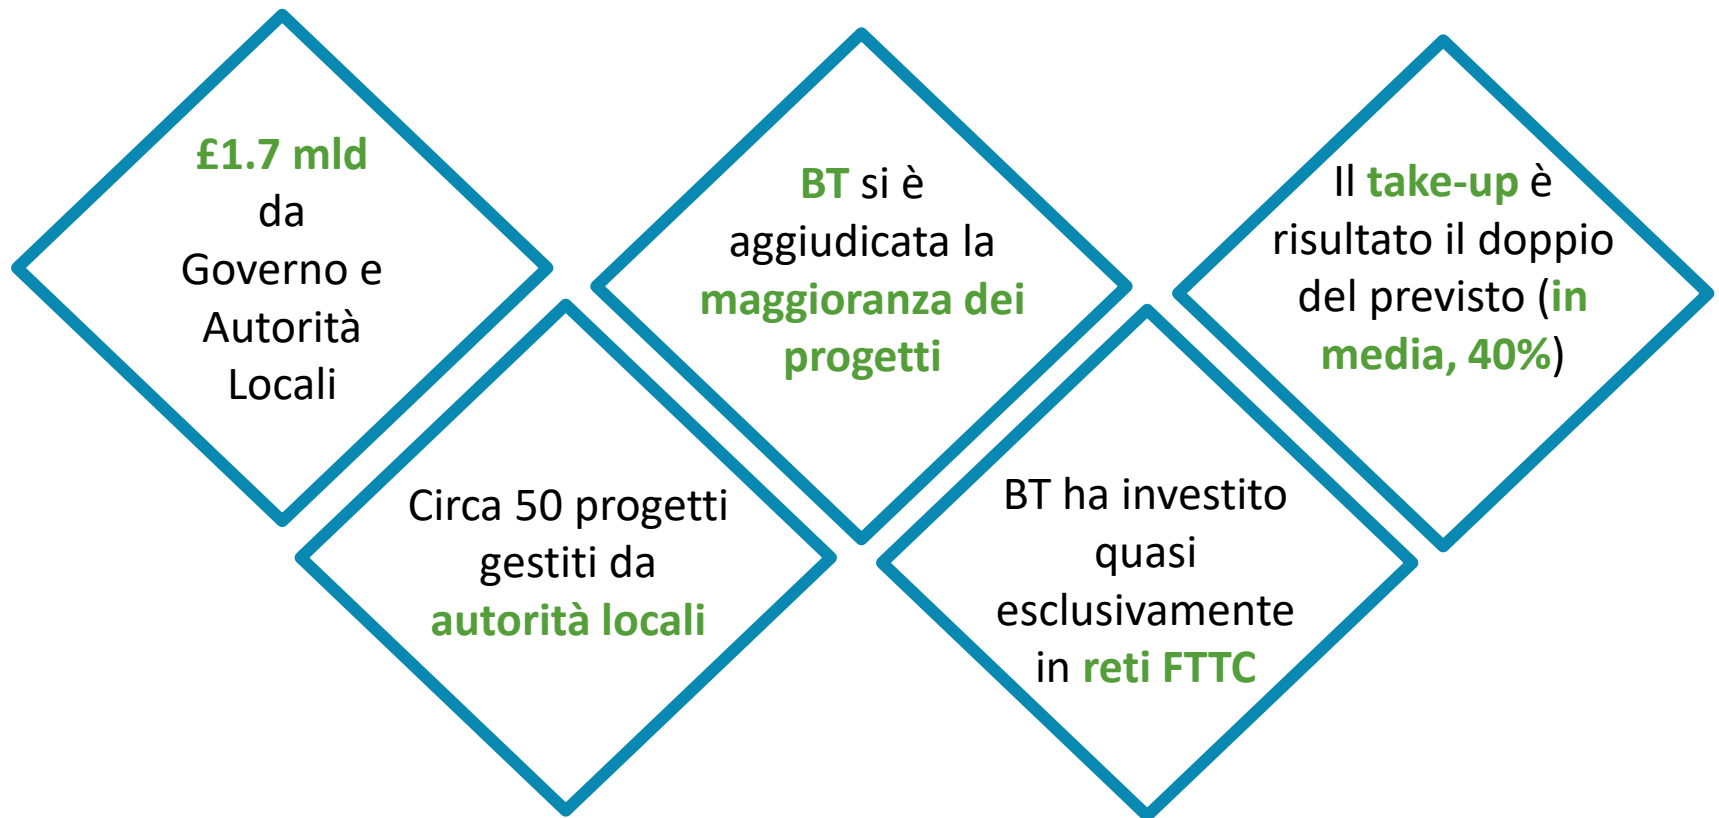 £1.7 mld
da
Governo e
Autorità
Locali
Circa 50 progetti
gestiti da
autorità locali
BT si è
aggiudicata la
maggioranza dei
progetti
BT ha investito
quasi
esclusivamente
in reti FTTC
Il take-up è
risultato il doppio
del previsto (in
media, 40%)